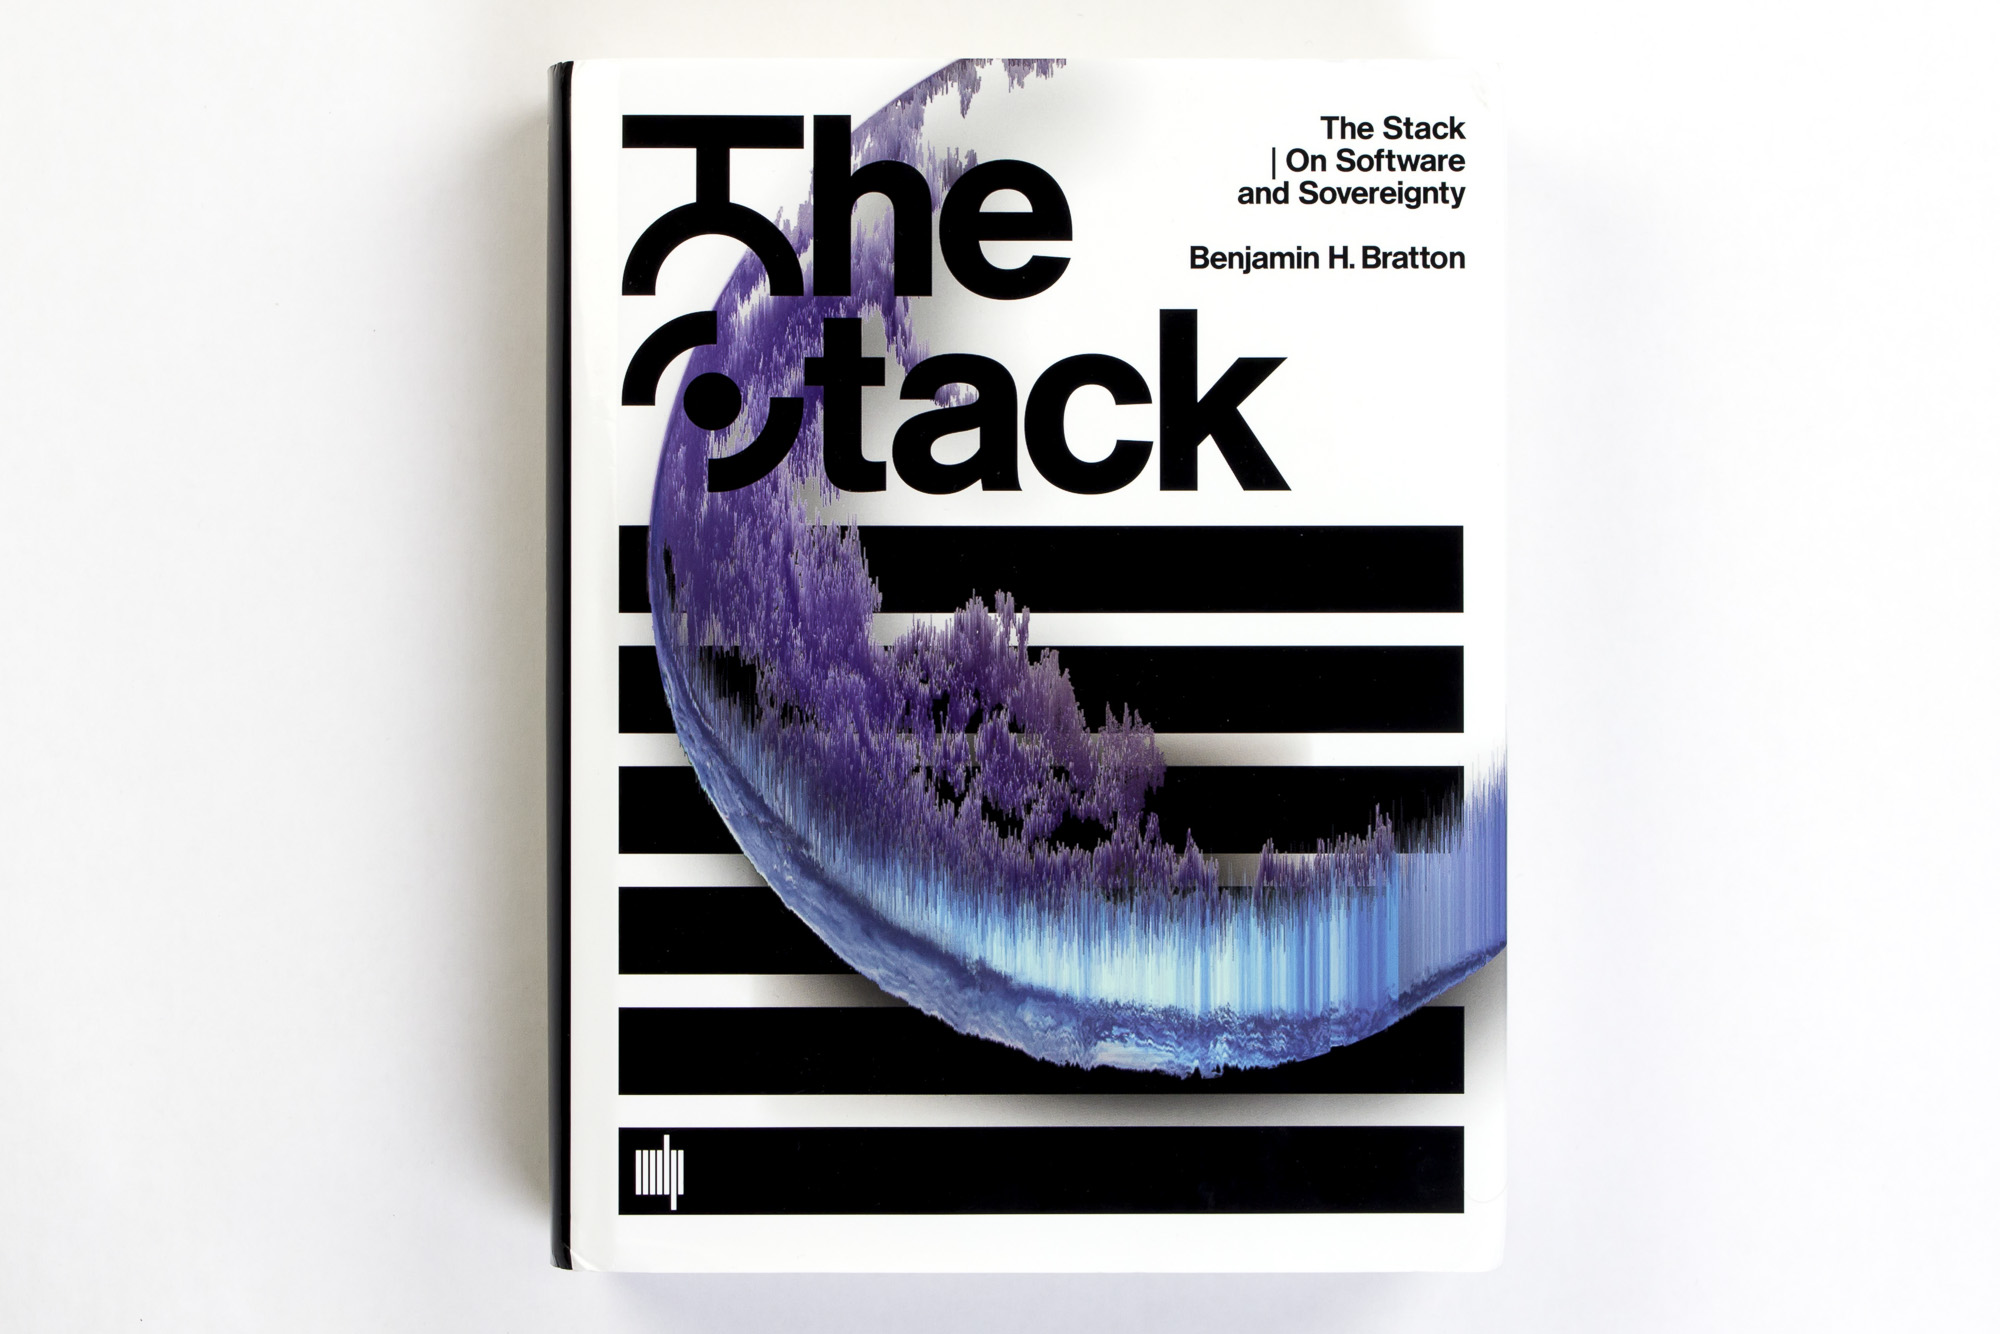 The
Stack
The Stack
| On Software
and Sovereignty
Benjamin H. Bratton